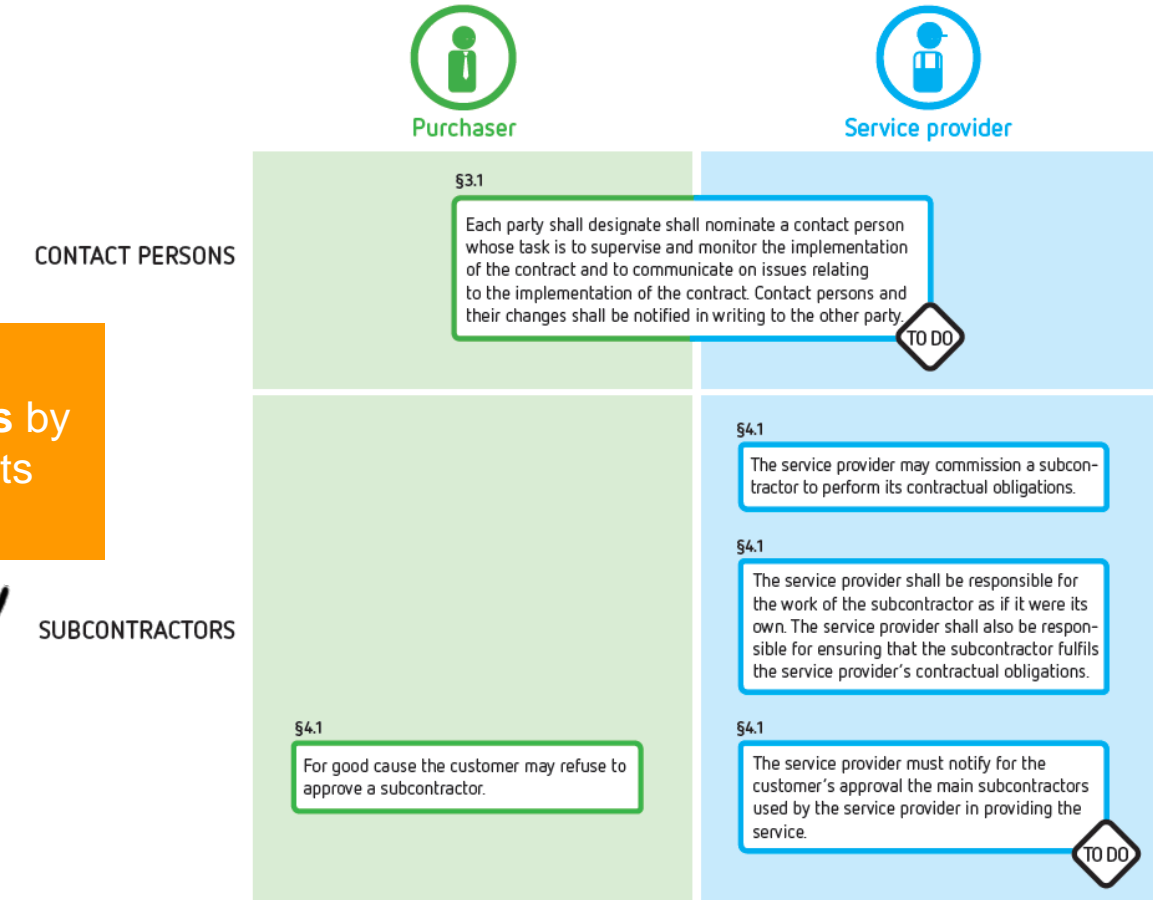 Purchaser
Service provider
CONTACT PERSONS
§3.1
Each party shall designate shall nominate a contact person
whose task is to supervise and monitor the implementation
of the contract and to communicate on issues relating
to the implementation of the contract. Contact persons and
their changes shall be notified in writing to the other party.
TO DO
s by
ts
SUBCONTRACTORS
§4.1
The service provider may commission a subcon-
tractor to perform its contractual obligations.
§4.1
The service provider shall be responsible for
the work of the subcontractor as if it were its
own. The service provider shall also be respon-
sible for ensuring that the subcontractor fulfils
the service provider's contractual obligations.
§4.1
For good cause the customer may refuse to
approve a subcontractor.
§4.1
The service provider must notify for the
customer's approval the main subcontractors
used by the service provider in providing the
service.
TO DO